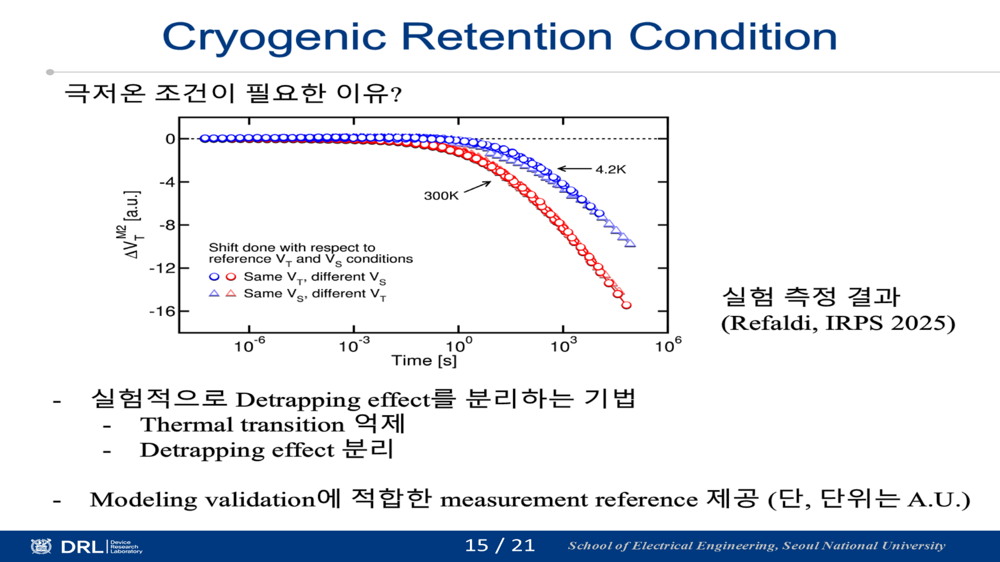 Cryogenic Retention Condition
극저온 조건이 필요한 이유?
0
-4
-8
-12
-16
ΔV_T^M2 [a.u.]
4.2K
300K
Shift done with respect to
reference V_T and V_S conditions
Same V_T, different V_S
Same V_S, different V_T
10^-6
10^-3
10^0
10^3
10^6
Time [s]
실험 측정 결과
(Refaldi, IRPS 2025)
- 실험적으로 Detrapping effect를 분리하는 기법
- Thermal transition 억제
- Detrapping effect 분리
- Modeling validation에 적합한 measurement reference 제공 (단, 단위는 A.U.)
DRL
Device
Research
Laboratory
15 / 21
School of Electrical Engineering, Seoul National University